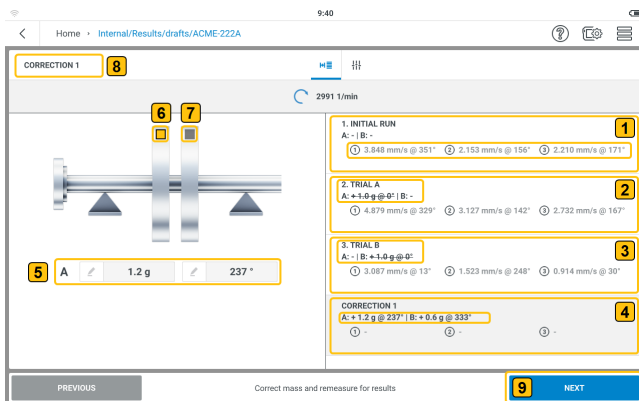 9:40
Home › Internal/Results/drafts/ACME-222A
CORRECTION 1
8
2991 1/min
6 7
5
A 1.2 g 237 °
1. INITIAL RUN
A: - | B: -
1 3.848 mm/s @ 351° 2 2.153 mm/s @ 156° 3 2.210 mm/s @ 171°
1
2. TRIAL A
A: + 1.0 g @ 0° | B: -
1 4.879 mm/s @ 329° 2 3.127 mm/s @ 142° 3 2.732 mm/s @ 167°
2
3. TRIAL B
A: - | B: + 1.0 g @ 0°
1 3.087 mm/s @ 13° 2 1.523 mm/s @ 248° 3 0.914 mm/s @ 30°
3
CORRECTION 1
A: + 1.2 g @ 237° | B: + 0.6 g @ 333°
1 - 2 - 3 -
4
PREVIOUS
Correct mass and remeasure for results
9
NEXT